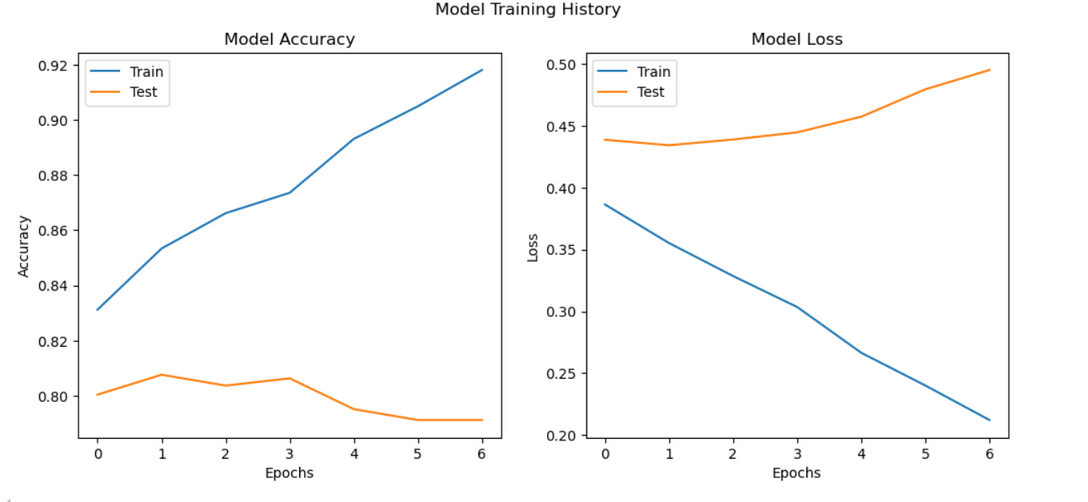 Model Training History
Model Accuracy
Train
Test
0.92
0.90
0.88
0.86
0.84
0.82
0.80
Accuracy
0 1 2 3 4 5 6
Epochs
Model Loss
Train
Test
0.50
0.45
0.40
0.35
0.30
0.25
0.20
Loss
0 1 2 3 4 5 6
Epochs